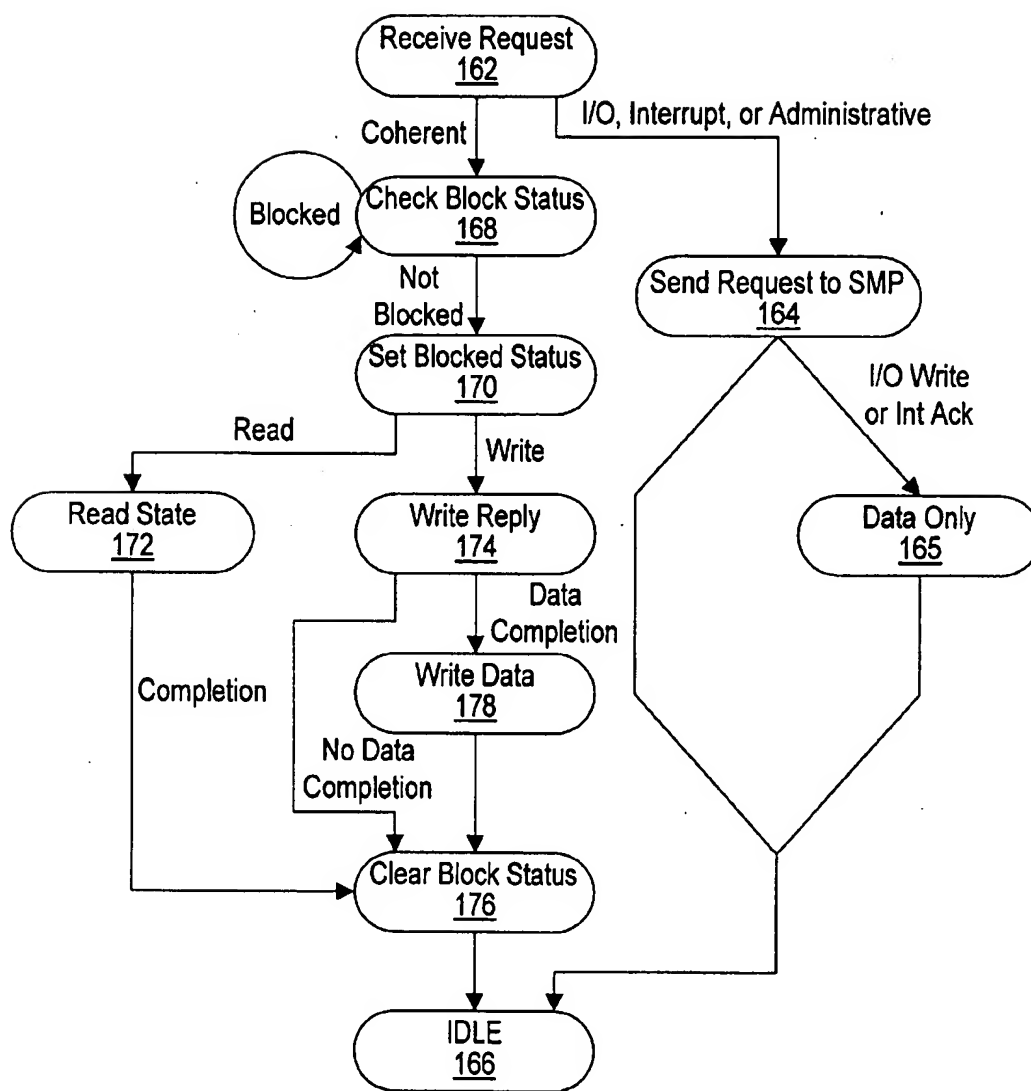 Receive Request
162
I/O, Interrupt, or Administrative
Coherent
Check Block Status
168
Blocked
Not
Blocked
Send Request to SMP
164
Set Blocked Status
170
I/O Write
or Int Ack
Read
Write
Read State
172
Write Reply
174
Data Only
165
Data
Completion
Write Data
178
Completion
No Data
Completion
Clear Block Status
176
IDLE
166